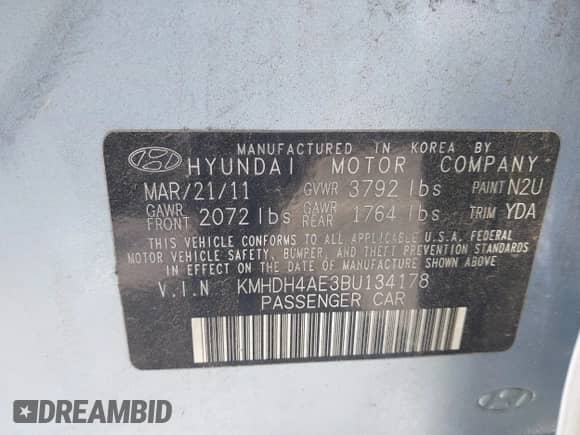 MANUFACTURED IN KOREA BY
HYUNDAI MOTOR COMPANY
MAR/21/11 GVWR 3792 lbs PAINT N2U
GAWR FRONT 2072 lbs GAWR REAR 1764 lbs TRIM YDA
THIS VEHICLE CONFORMS TO ALL APPLICABLE U.S.A. FEDERAL
MOTOR VEHICLE SAFETY, BUMPER, AND THEFT PREVENTION STANDARDS
IN EFFECT ON THE DATE OF MANUFACTURE SHOWN ABOVE
V.I.N KMHDH4AE3BU134178
PASSENGER CAR
DREAMBID